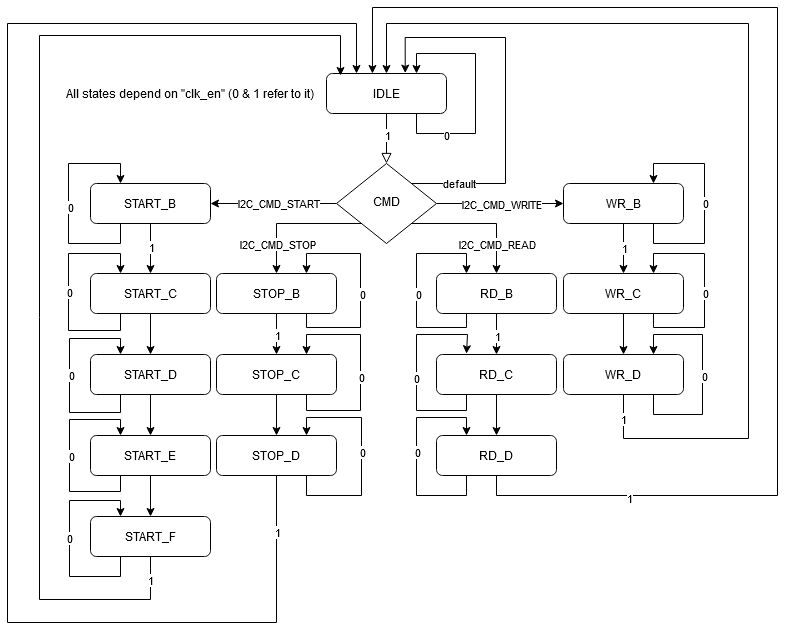 IDLE
All states depend on "clk_en" (0 & 1 refer to it)
1
0
default
CMD
I2C_CMD_START
I2C_CMD_WRITE
I2C_CMD_STOP
I2C_CMD_READ
START_B
0
1
START_C
0
START_D
0
START_E
0
START_F
0
1
STOP_B
0
1
STOP_C
0
STOP_D
0
1
RD_B
0
1
RD_C
0
RD_D
0
1
WR_B
0
1
WR_C
0
WR_D
0
1